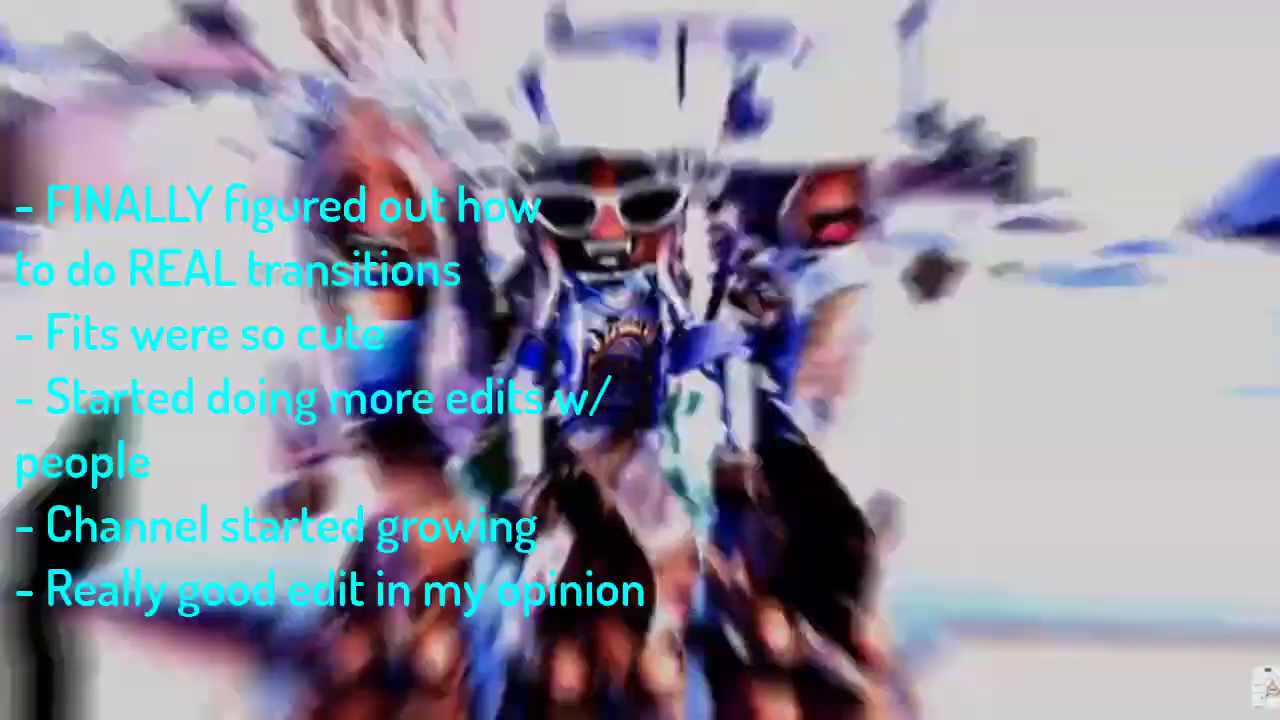 - FINALLY figured out how
to do REAL transitions
- Fits were so cute
- Started doing more edits w/
people
- Channel started growing
- Really good edit in my opinion